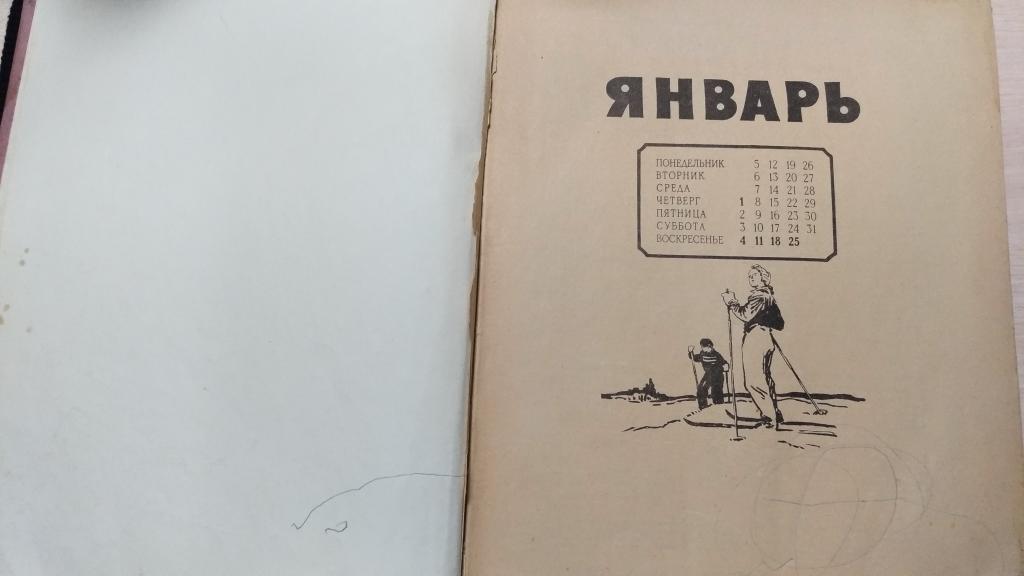 ЯНВАРЬ
ПОНЕДЕЛЬНИК 5 12 19 26
ВТОРНИК 6 13 20 27
СРЕДА 7 14 21 28
ЧЕТВЕРГ 1 8 15 22 29
ПЯТНИЦА 2 9 16 23 30
СУББОТА 3 10 17 24 31
ВОСКРЕСЕНЬЕ 4 11 18 25